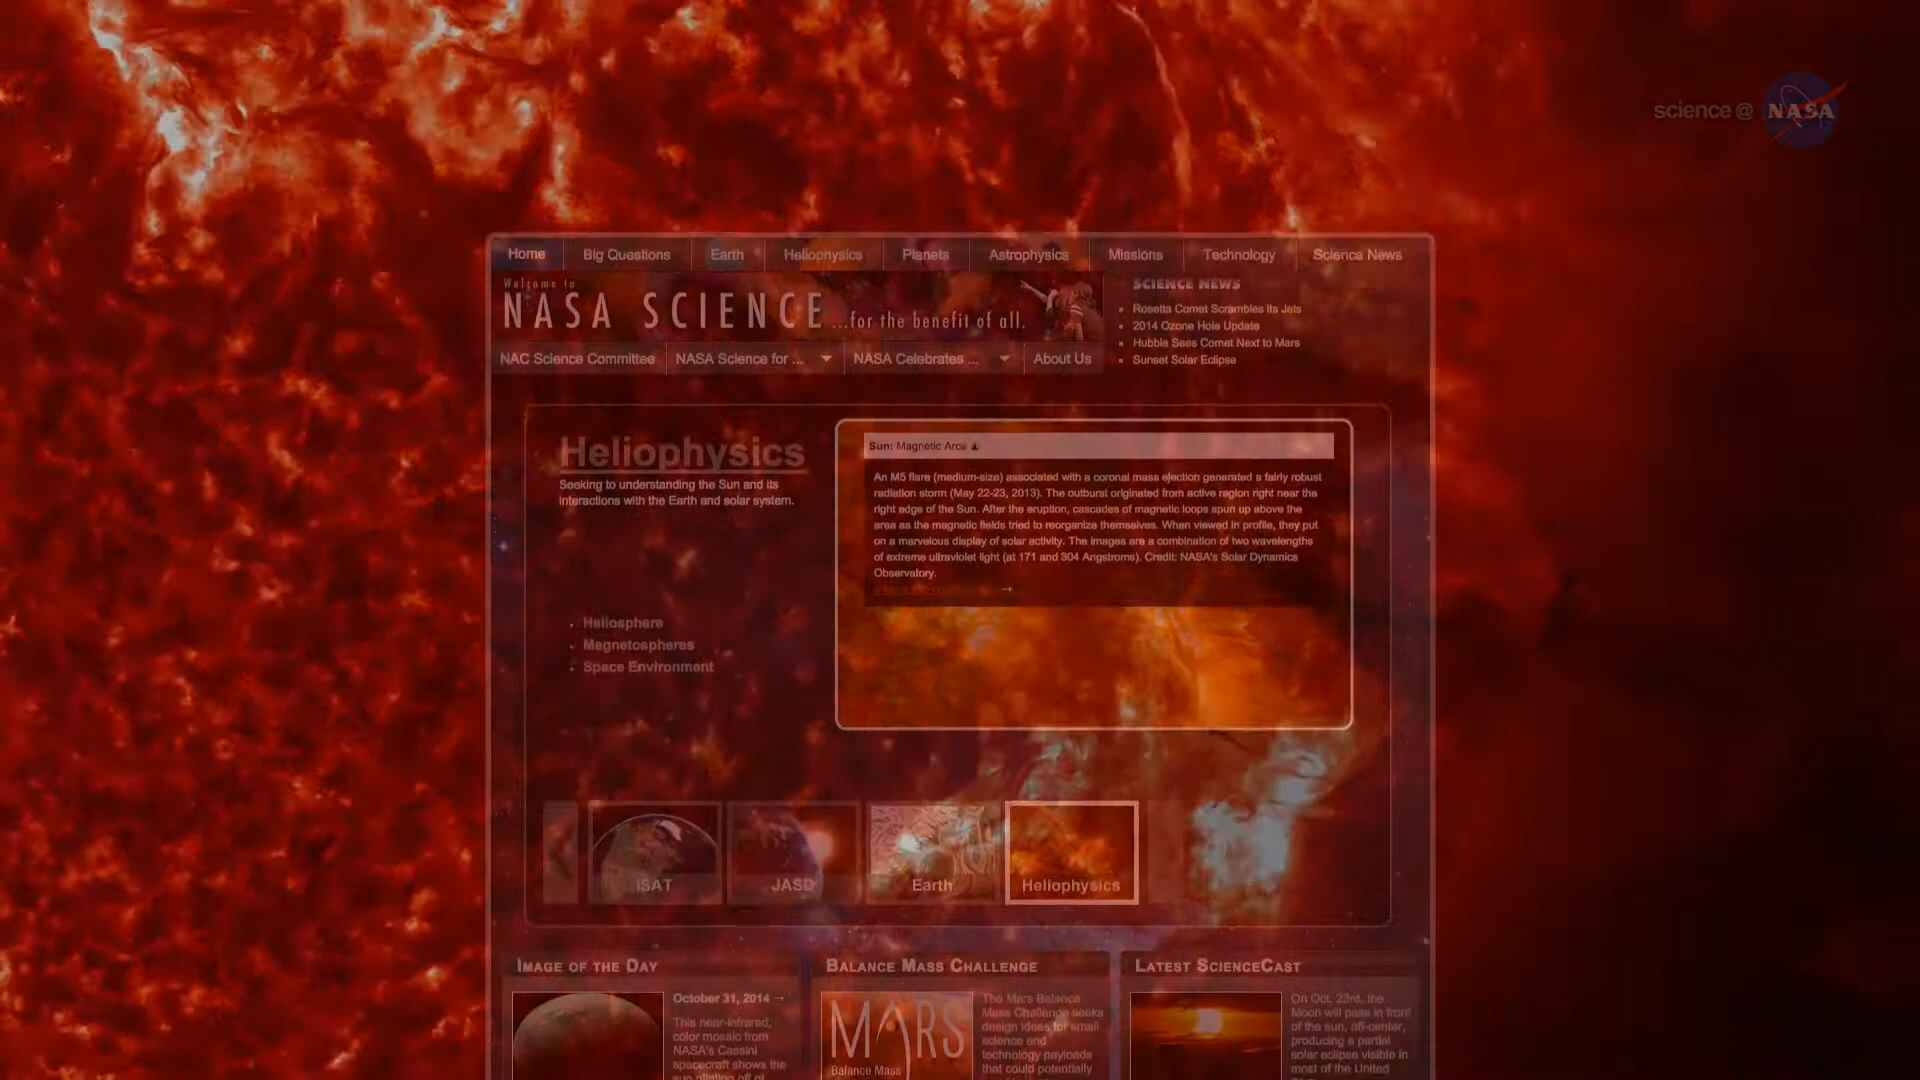 science@ NASA
Home Big Questions Earth Heliophysics Planets Astrophysics Missions Technology Science News
Welcome to
NASA SCIENCE ...for the benefit of all.
SCIENCE NEWS
Rosetta Comet Scrambles Its Jets
2014 Ozone Hole Update
Hubble Sees Comet Next to Mars
Sunset Solar Eclipse
NAC Science Committee NASA Science for ... NASA Celebrates ... About Us
Heliophysics
Seeking to understanding the Sun and its
interactions with the Earth and solar system.
Heliosphere
Magnetospheres
Space Environment
Sun: Magnetic Arcs
An M5 flare (medium-size) associated with a coronal mass ejection generated a fairly robust
radiation storm (May 22-23, 2013). The outburst originated from active region right near the
right edge of the Sun. After the eruption, cascades of magnetic loops spun up above the
area as the magnetic fields tried to reorganize themselves. When viewed in profile, they put
on a marvelous display of solar activity. The images are a combination of two wavelengths
of extreme ultraviolet light (at 171 and 304 Angstroms). Credit: NASA's Solar Dynamics
Observatory.
ISAT JASD Earth Heliophysics
IMAGE OF THE DAY
October 31, 2014 →
This near-infrared,
color mosaic from
NASA's Cassini
spacecraft shows the
sun glinting off of
BALANCE MASS CHALLENGE
MARS
Balance Mass
The Mars Balance
Mass Challenge seeks
design ideas for small
science and
technology payloads
that could potentially
LATEST SCIENCECAST
On Oct. 23rd, the
Moon will pass in front
of the sun, off-center,
producing a partial
solar eclipse visible in
most of the United